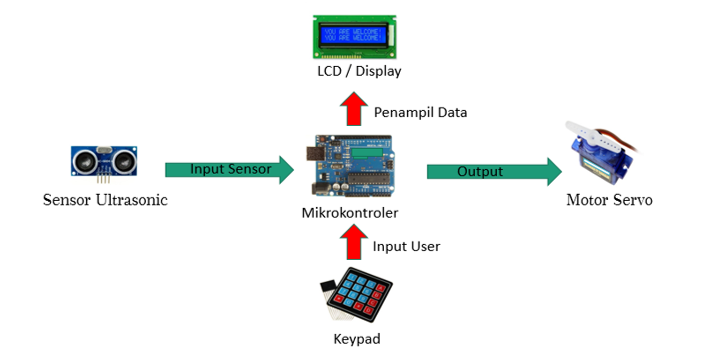 YOU ARE WELCOME!
YOU ARE WELCOME!
LCD / Display
Penampil Data
Input Sensor
Output
Sensor Ultrasonic
Mikrokontroler
Motor Servo
Input User
Keypad